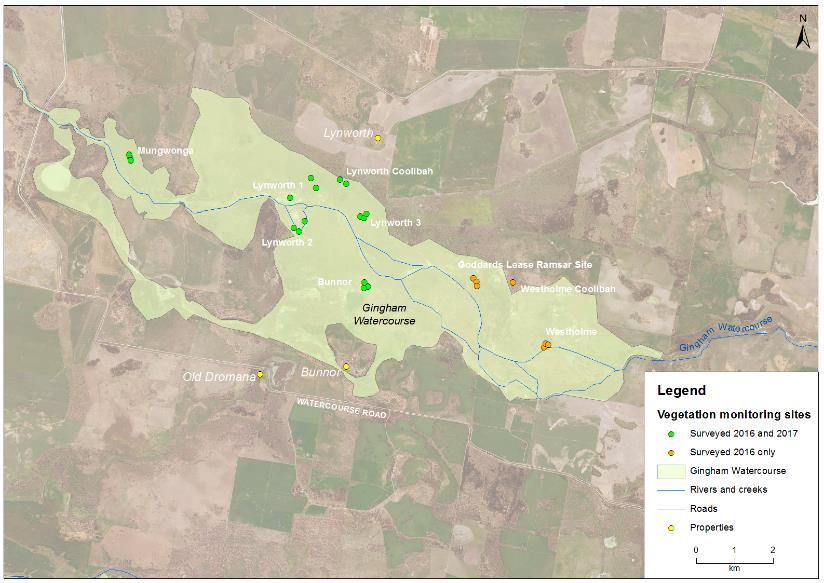 N
Lynworth
Mungwonga
Lynworth Coolibah
Lynworth 1
Lynworth 3
Lynworth 2
Goddards Lease Ramsar Site
Bunnor
Westholme Coolibah
Gingham
Watercourse
Westholme
Gingham Watercourse
Old Dromana
Bunnor
WATERCOURSE ROAD
Legend
Vegetation monitoring sites
Surveyed 2016 and 2017
Surveyed 2016 only
Gingham Watercourse
Rivers and creeks
Roads
Properties
0 1 2
km